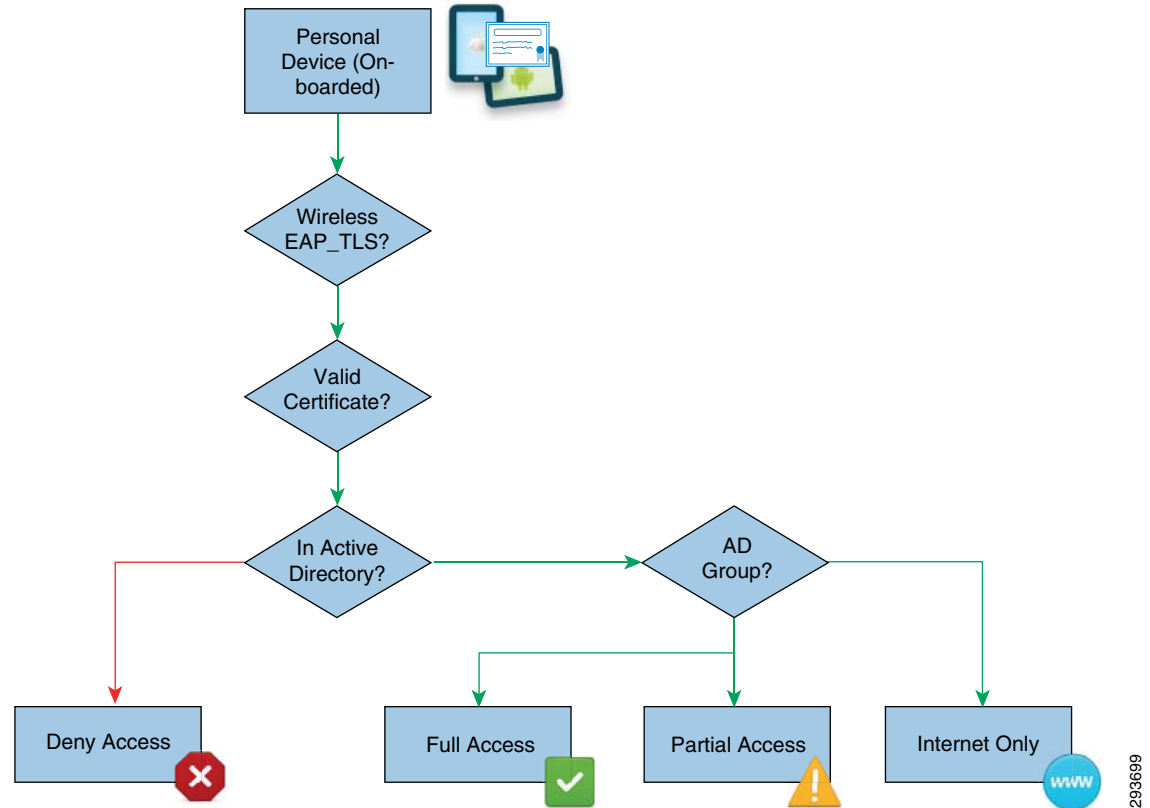 Personal
Device (On-
boarded)
Wireless
EAP_TLS?
Valid
Certificate?
In Active
Directory?
AD
Group?
Deny Access
Full Access
Partial Access
Internet Only
www
293699